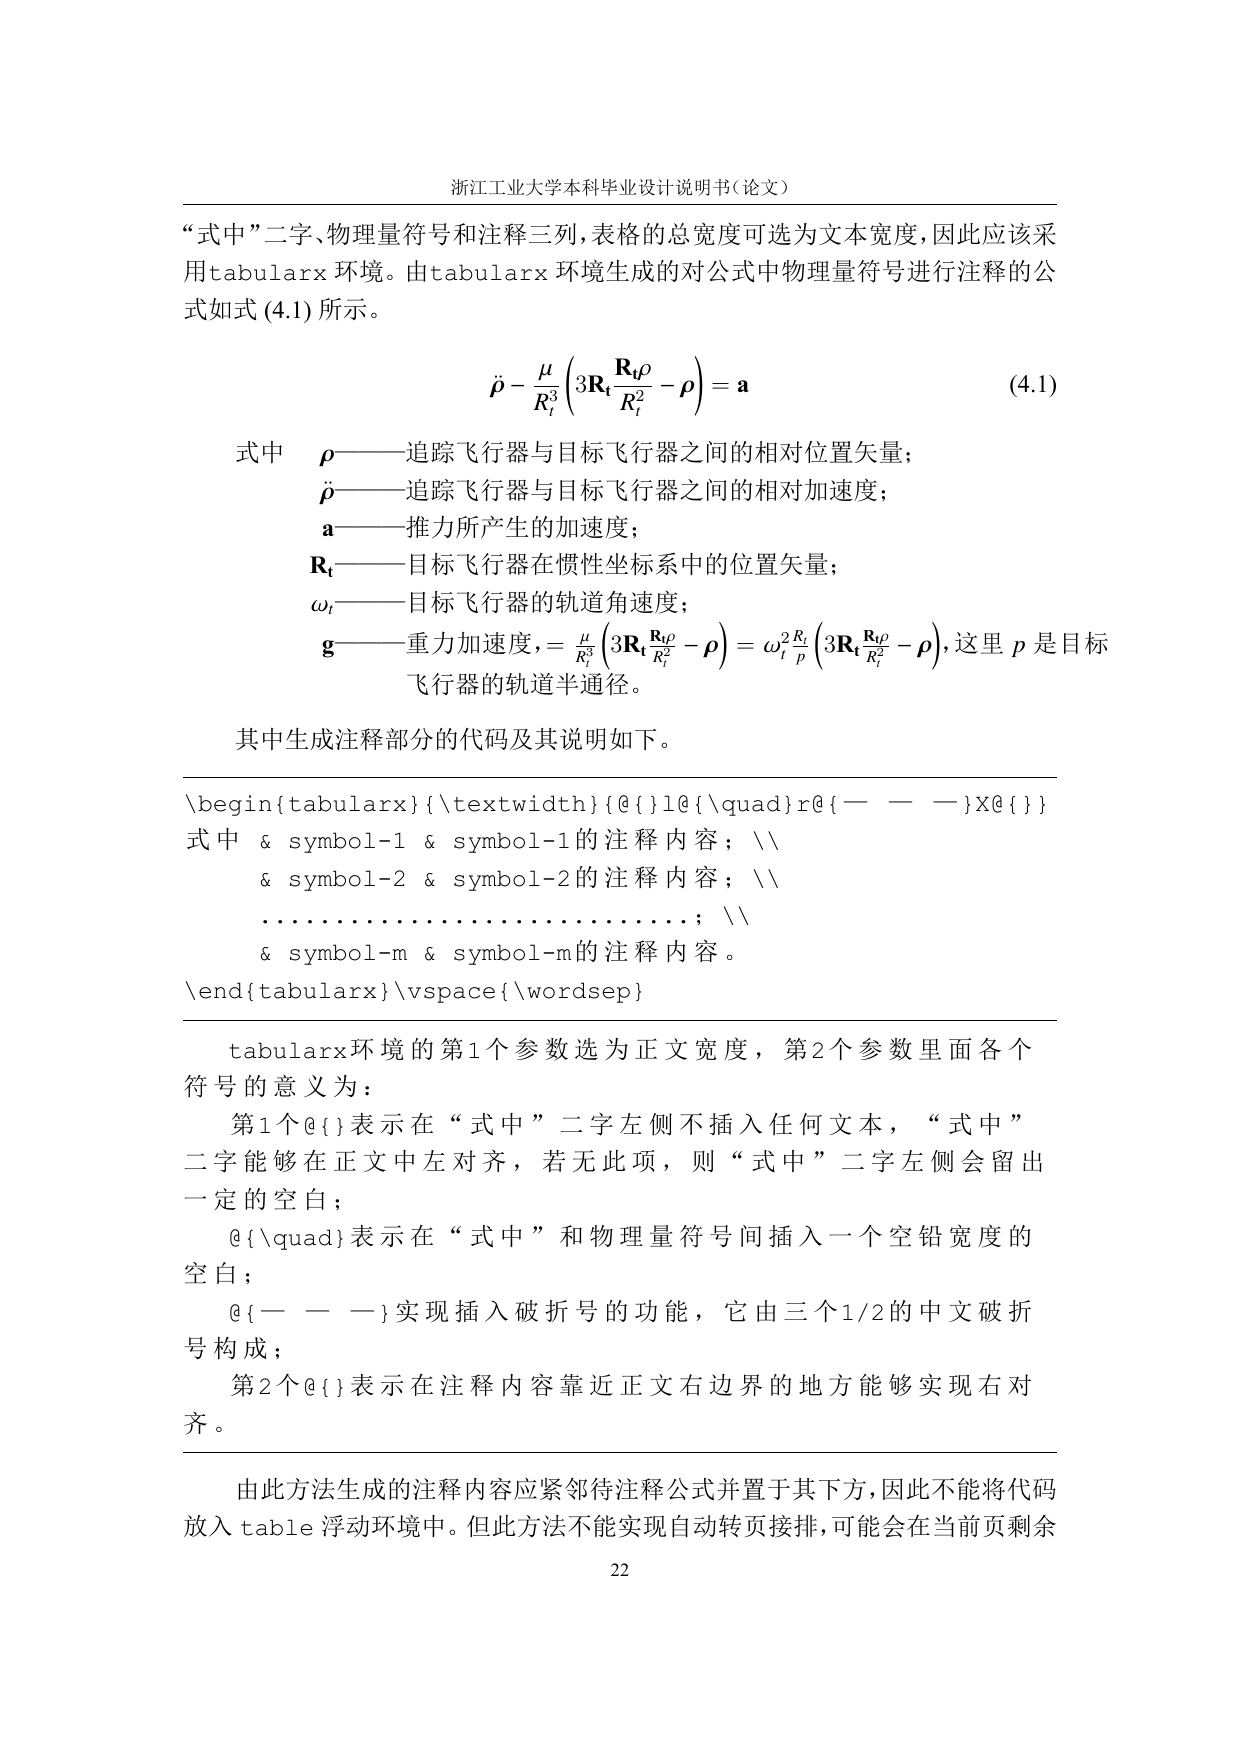 浙江工业大学本科毕业设计说明书（论文）
“式中”二字、物理量符号和注释三列，表格的总宽度可选为文本宽度，因此应该采
用tabularx 环境。由tabularx 环境生成的对公式中物理量符号进行注释的公
式如式 (4.1) 所示。
$\ddot{\boldsymbol{\rho}} - \frac{\mu}{R_t^3}\left(3\mathbf{R_t}\frac{\mathbf{R_t}\rho}{R_t^2} - \boldsymbol{\rho}\right) = \mathbf{a}$ (4.1)
式中 ρ———追踪飞行器与目标飞行器之间的相对位置矢量；
$\ddot{\boldsymbol{\rho}}$———追踪飞行器与目标飞行器之间的相对加速度；
a———推力所产生的加速度；
$\mathbf{R_t}$———目标飞行器在惯性坐标系中的位置矢量；
$\omega_t$———目标飞行器的轨道角速度；
g———重力加速度，$= \frac{\mu}{R_t^3}\left(3\mathbf{R_t}\frac{\mathbf{R_t}\rho}{R_t^2} - \boldsymbol{\rho}\right) = \omega_t^2\frac{R_t}{p}\left(3\mathbf{R_t}\frac{\mathbf{R_t}\rho}{R_t^2} - \boldsymbol{\rho}\right)$，这里 p 是目标
飞行器的轨道半通径。
其中生成注释部分的代码及其说明如下。
\begin{tabularx}{\textwidth}{@{}l@{\quad}r@{— — —}X@{}}
式中 & symbol-1 & symbol-1的注释内容；\\
& symbol-2 & symbol-2的注释内容；\\
.............................；\\
& symbol-m & symbol-m的注释内容。
\end{tabularx}\vspace{\wordsep}
tabularx环境的第1个参数选为正文宽度，第2个参数里面各个
符号的意义为：
第1个@{}表示在“式中”二字左侧不插入任何文本，“式中”
二字能够在正文中左对齐，若无此项，则“式中”二字左侧会留出
一定的空白；
@{\quad}表示在“式中”和物理量符号间插入一个空铅宽度的
空白；
@{— — —}实现插入破折号的功能，它由三个1/2的中文破折
号构成；
第2个@{}表示在注释内容靠近正文右边界的地方能够实现右对
齐。
由此方法生成的注释内容应紧邻待注释公式并置于其下方，因此不能将代码
放入 table 浮动环境中。但此方法不能实现自动转页接排，可能会在当前页剩余
22